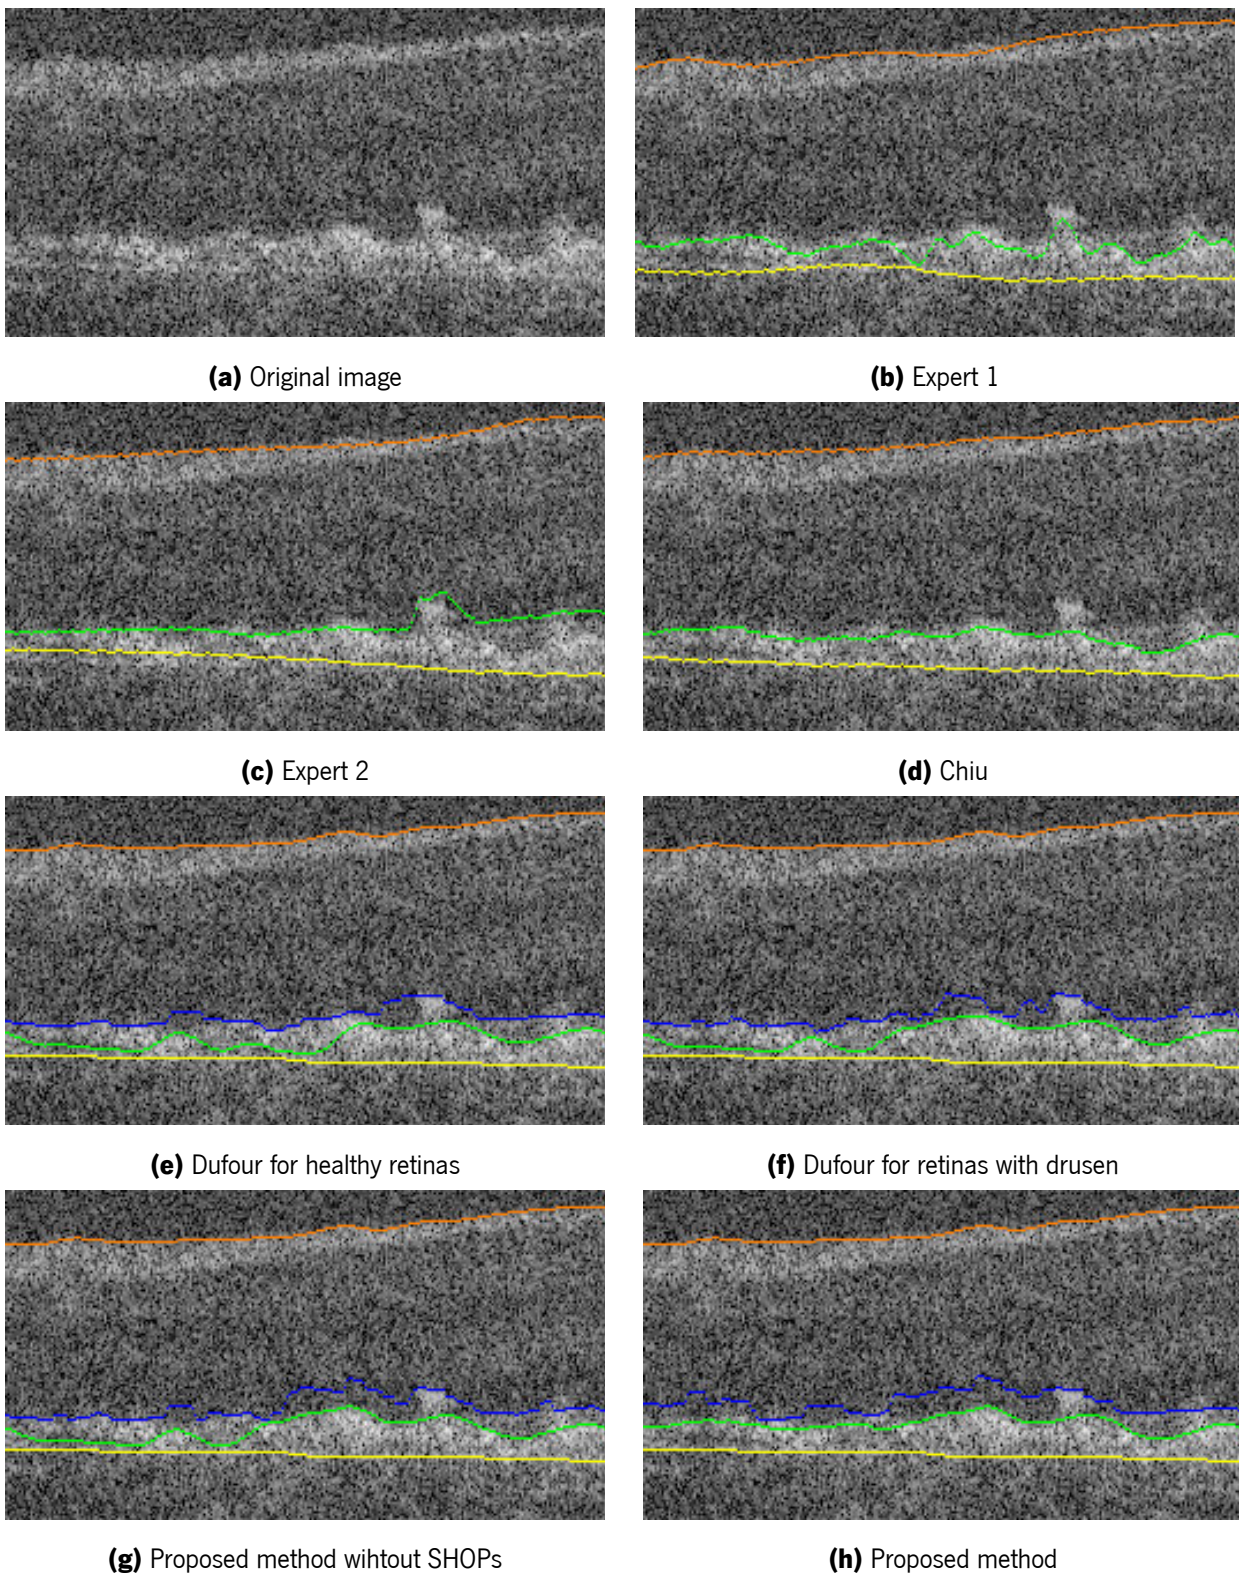 (a) Original image
(b) Expert 1
(c) Expert 2
(d) Chiu
(e) Dufour for healthy retinas
(f) Dufour for retinas with drusen
(g) Proposed method wihtout SHOPs
(h) Proposed method